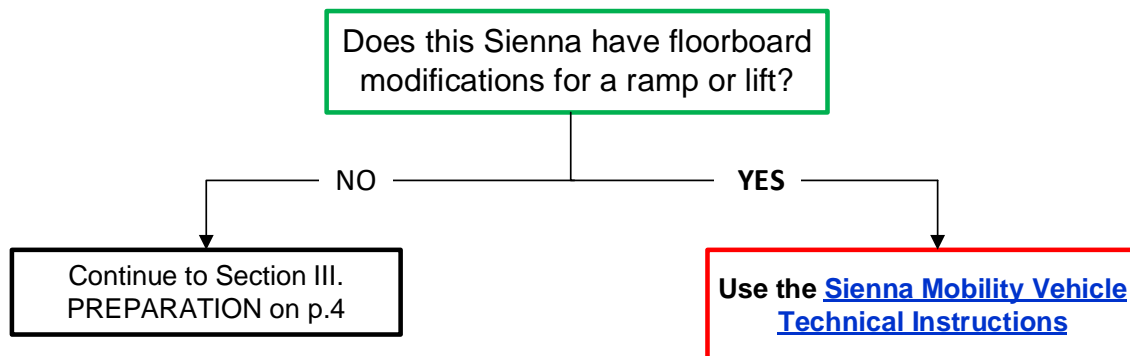 Does this Sienna have floorboard
modifications for a ramp or lift?
NO
YES
Continue to Section III.
PREPARATION on p.4
Use the Sienna Mobility Vehicle
Technical Instructions